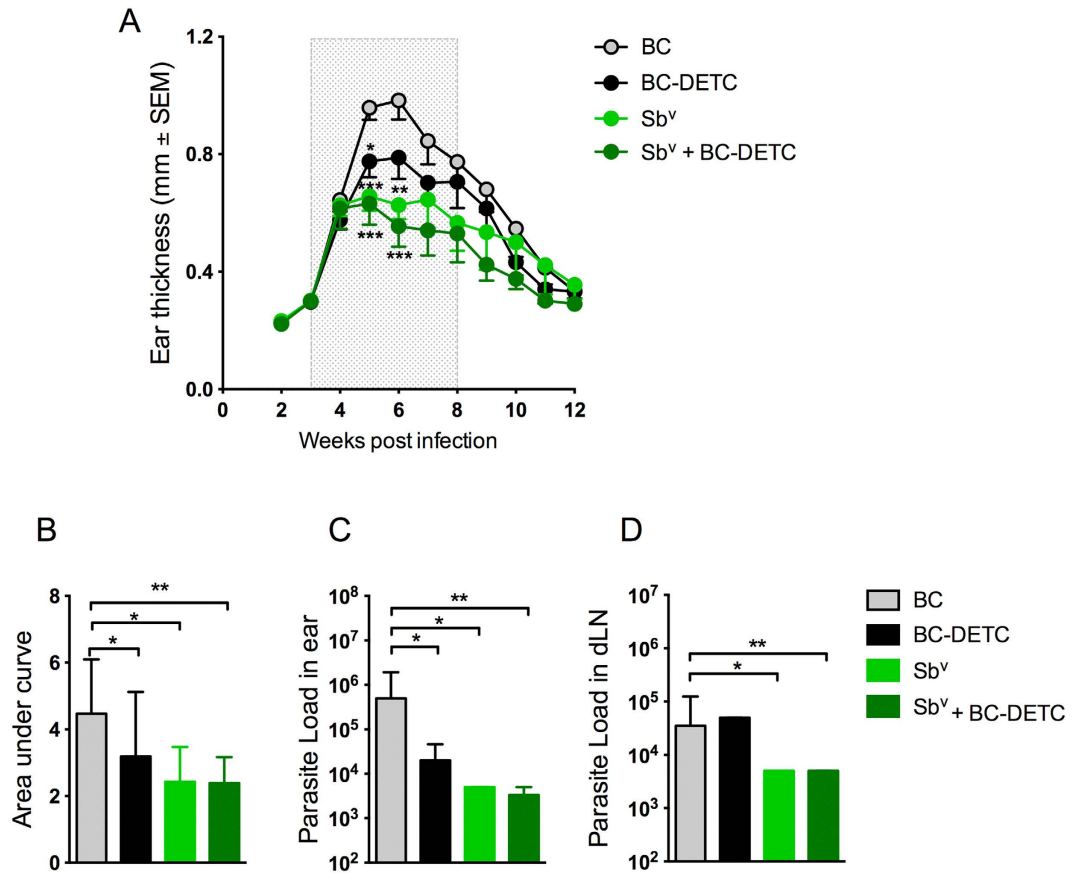 A
Ear thickness (mm ± SEM)
1.2
0.8
0.4
0.0
0 2 4 6 8 10 12
Weeks post infection
*
*** **
***
***
BC
BC-DETC
Sbᵛ
Sbᵛ + BC-DETC
B
Area under curve
8
6
4
2
0
**
*
*
C
Parasite Load in ear
10⁸
10⁷
10⁶
10⁵
10⁴
10³
10²
**
*
*
D
Parasite Load in dLN
10⁷
10⁶
10⁵
10⁴
10³
10²
**
*
BC
BC-DETC
Sbᵛ
Sbᵛ + BC-DETC